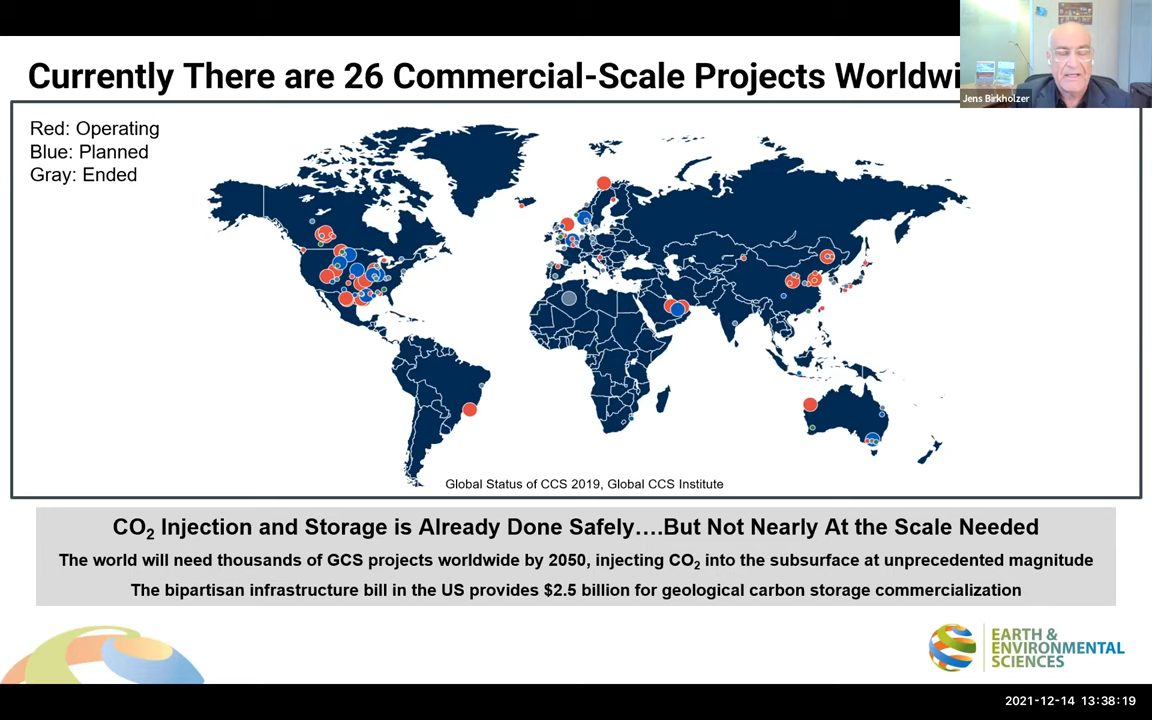 Currently There are 26 Commercial-Scale Projects
Jens Birkholzer
Red: Operating
Blue: Planned
Gray: Ended
Global Status of CCS 2019, Global CCS Institute
CO₂ Injection and Storage is Already Done Safely….But Not Nearly At the Scale Needed
The world will need thousands of GCS projects worldwide by 2050, injecting CO₂ into the subsurface at unprecedented magnitude
The bipartisan infrastructure bill in the US provides $2.5 billion for geological carbon storage commercialization
EARTH &
ENVIRONMENTAL
SCIENCES
2021-12-14 13:38:19